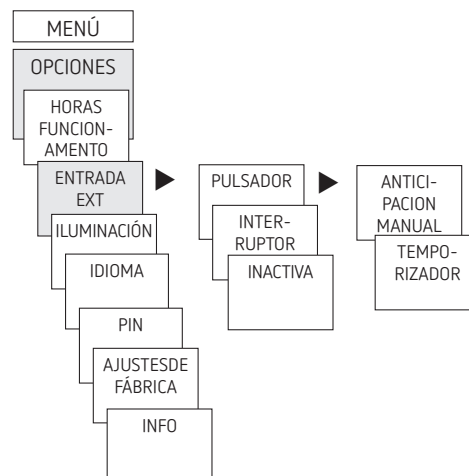 MENÚ
OPCIONES
HORAS
FUNCION-
AMENTO
ENTRADA
EXT
ILUMINACIÓN
IDIOMA
PIN
AJUSTESDE
FÁBRICA
INFO
PULSADOR
INTER-
RUPTOR
INACTIVA
ANTICI-
PACION
MANUAL
TEMPO-
RIZADOR